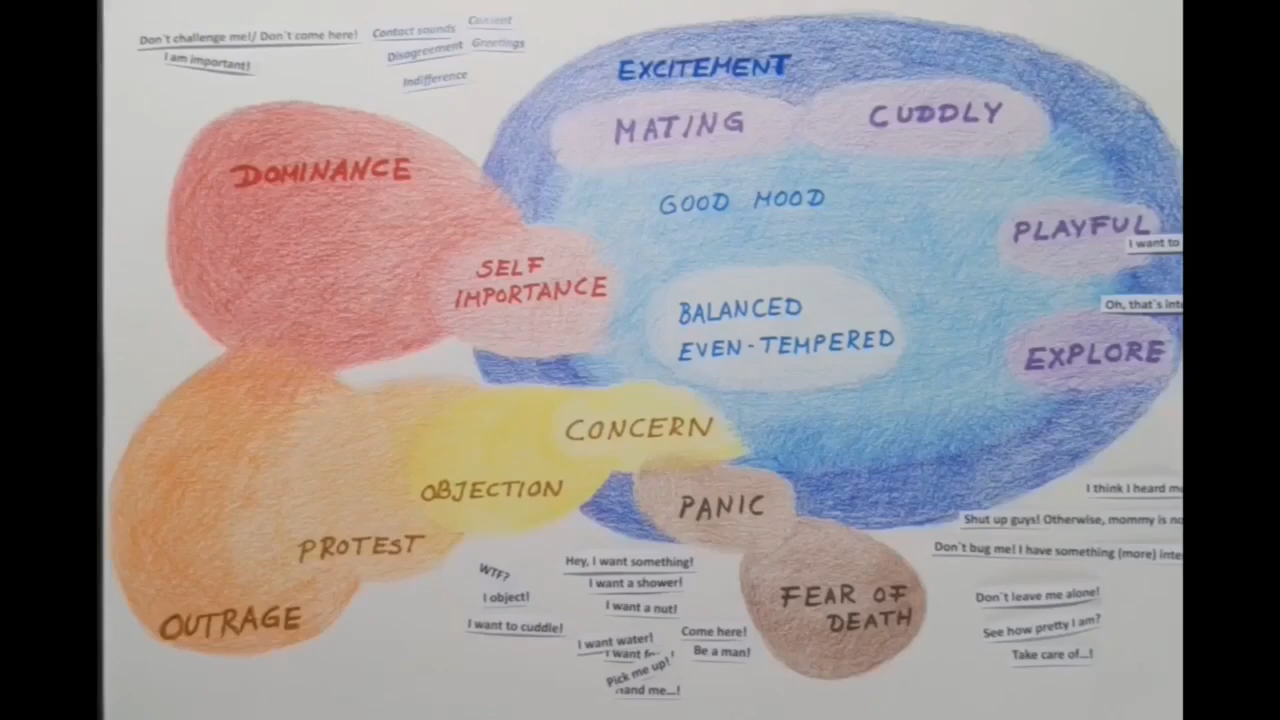 Don`t challenge me!/ Don`t come here!
I am important!
Contact sounds
Consent
Disagreement
Greetings
Indifference
EXCITEMENT
MATING
CUDDLY
DOMINANCE
GOOD MOOD
PLAYFUL
I want to
SELF
IMPORTANCE
BALANCED
EVEN-TEMPERED
Oh, that`s int
EXPLORE
CONCERN
OBJECTION
PANIC
I think I heard m
Shut up guys! Otherwise, mommy is no
Don`t bug me! I have something (more) inte
PROTEST
OUTRAGE
WTF?
I object!
I want to cuddle!
Hey, I want something!
I want a shower!
I want a nut!
I want water!
I want
Pick me up!
me...!
Come here!
Be a man!
FEAR OF
DEATH
Don`t leave me alone!
See how pretty I am?
Take care of...!